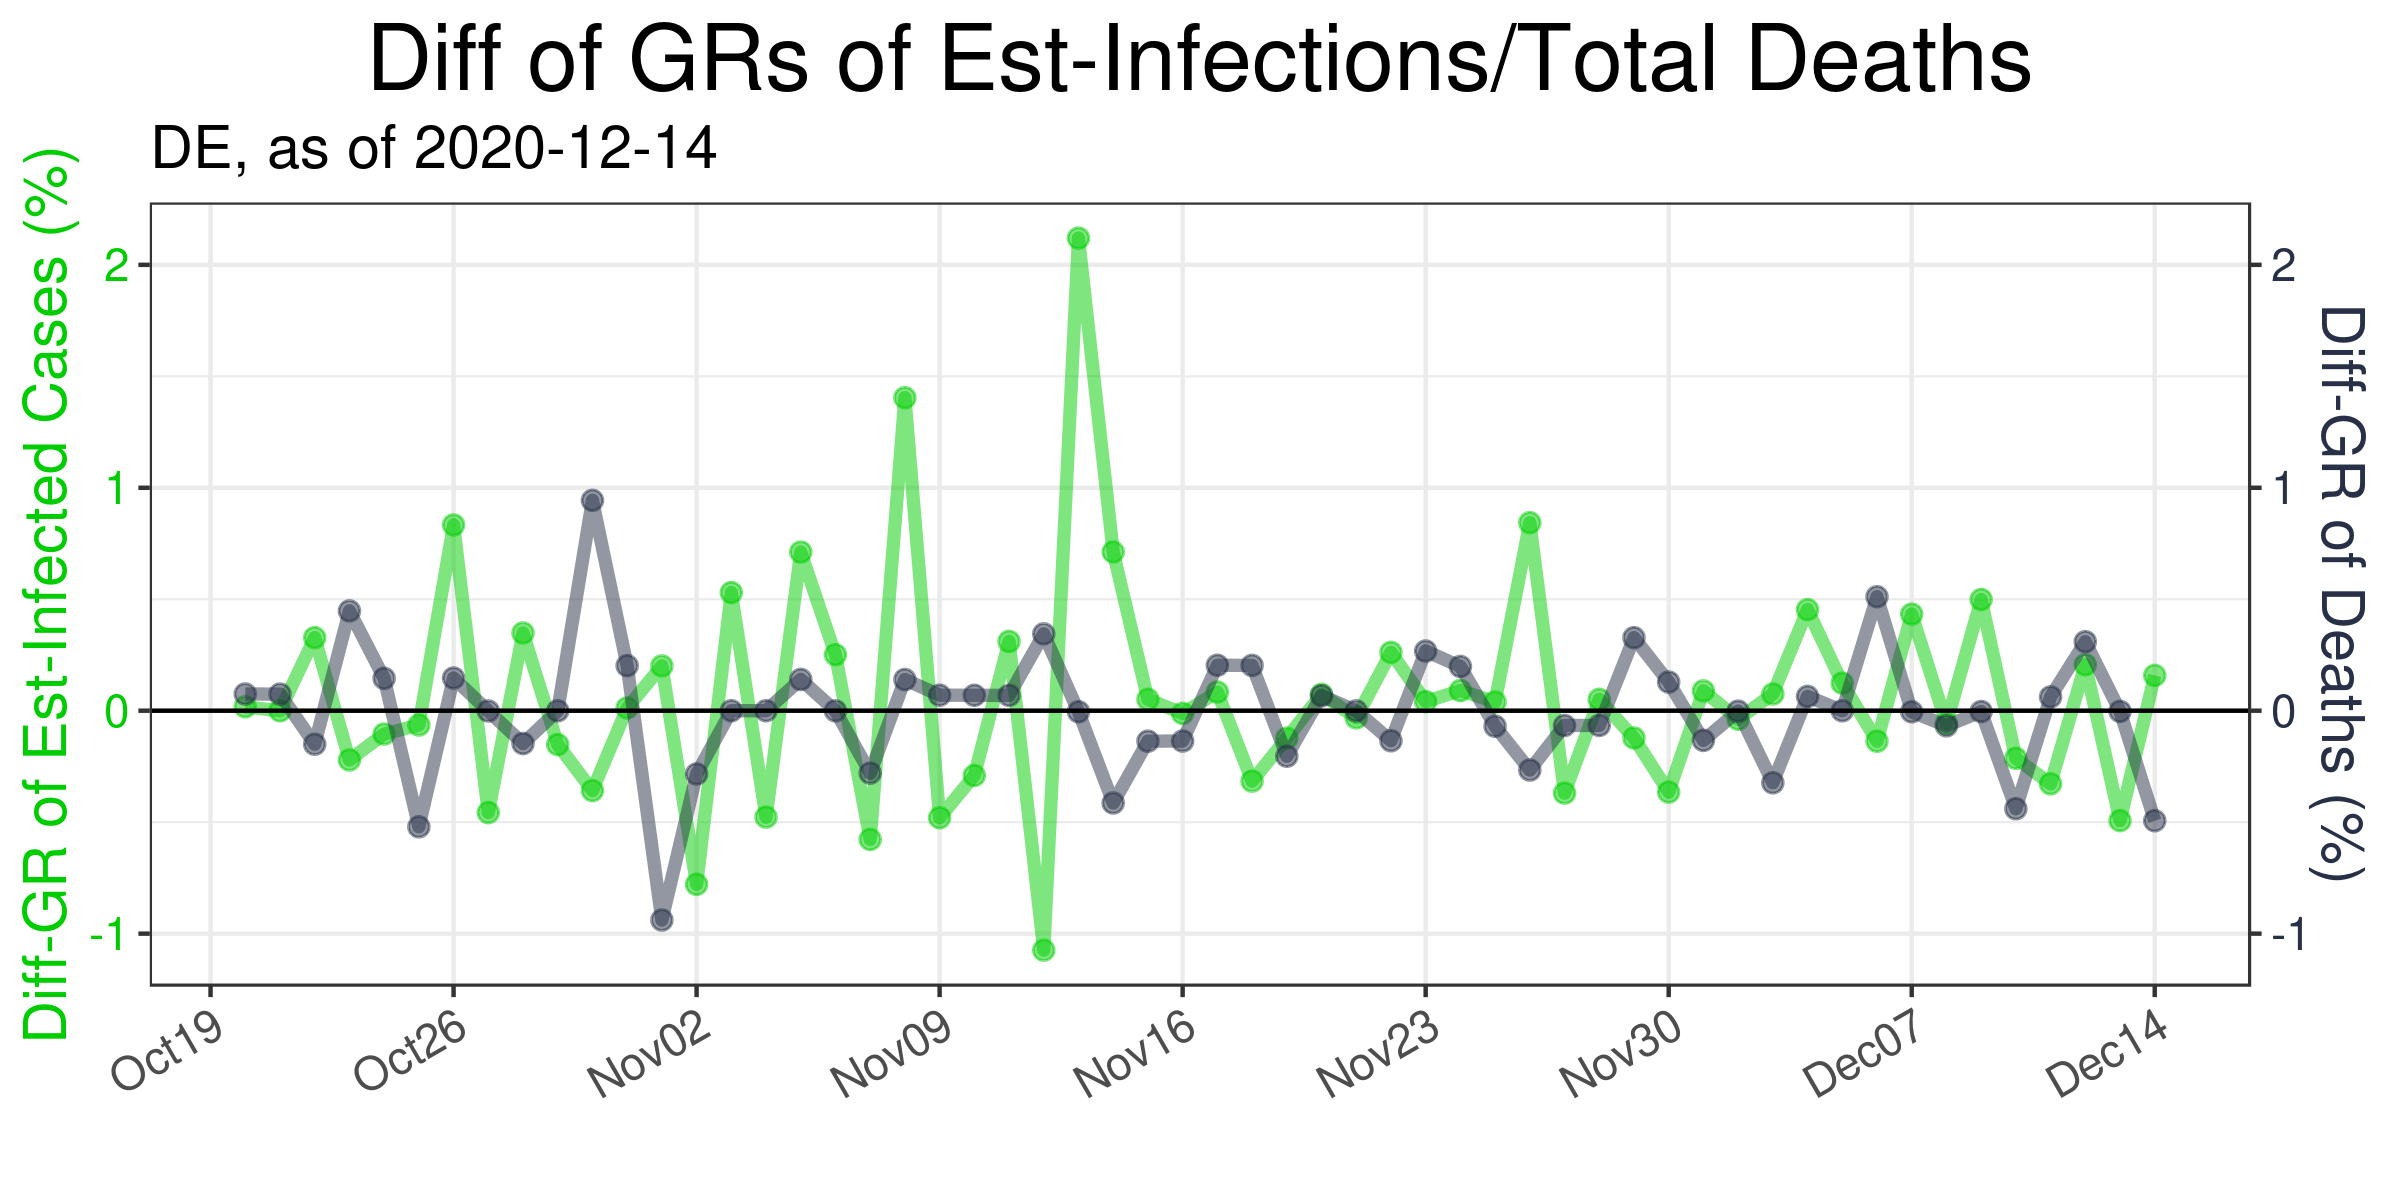 Diff of GRs of Est-Infections/Total Deaths
DE, as of 2020-12-14
Diff-GR of Est-Infected Cases (%)
2
1
0
-1
2
1
0
-1
Diff-GR of Deaths (%)
Oct19
Oct26
Nov02
Nov09
Nov16
Nov23
Nov30
Dec07
Dec14